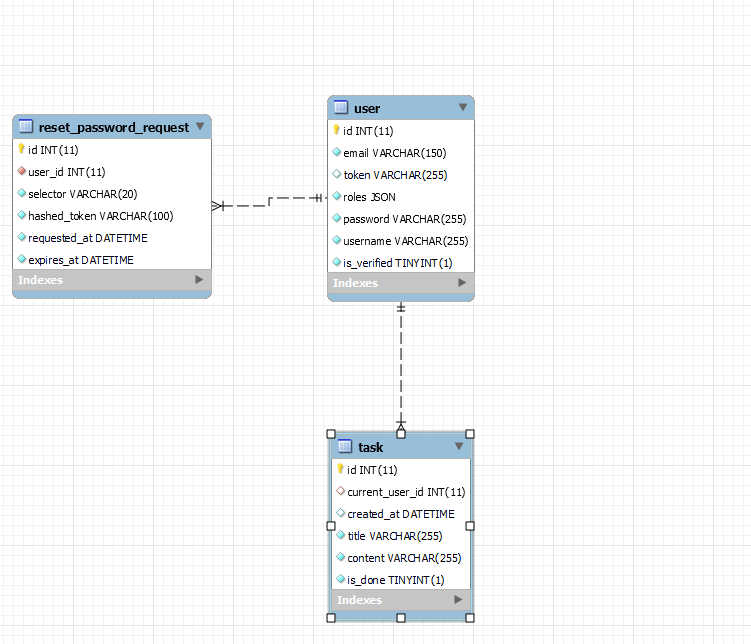 reset_password_request
id INT(11)
user_id INT(11)
selector VARCHAR(20)
hashed_token VARCHAR(100)
requested_at DATETIME
expires_at DATETIME
Indexes
user
id INT(11)
email VARCHAR(150)
token VARCHAR(255)
roles JSON
password VARCHAR(255)
username VARCHAR(255)
is_verified TINYINT(1)
Indexes
task
id INT(11)
current_user_id INT(11)
created_at DATETIME
title VARCHAR(255)
content VARCHAR(255)
is_done TINYINT(1)
Indexes